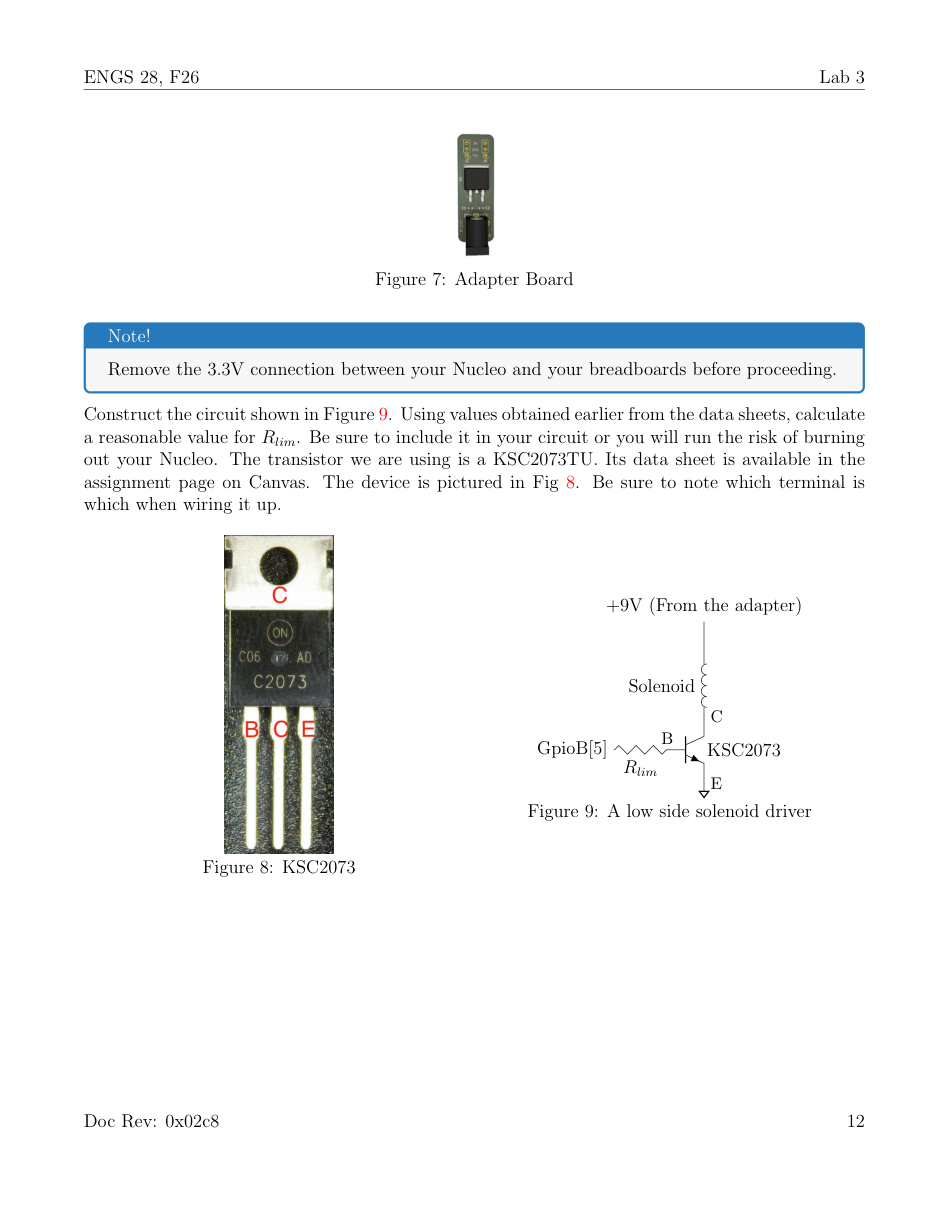 ENGS 28, F26
Lab 3
Figure 7: Adapter Board
Note!
Remove the 3.3V connection between your Nucleo and your breadboards before proceeding.
Construct the circuit shown in Figure 9. Using values obtained earlier from the data sheets, calculate
a reasonable value for R_lim. Be sure to include it in your circuit or you will run the risk of burning
out your Nucleo. The transistor we are using is a KSC2073TU. Its data sheet is available in the
assignment page on Canvas. The device is pictured in Fig 8. Be sure to note which terminal is
which when wiring it up.
C
ON
C06 AD
C2073
B C E
Figure 8: KSC2073
+9V (From the adapter)
Solenoid
C
GpioB[5]
B
KSC2073
R_lim
E
Figure 9: A low side solenoid driver
Doc Rev: 0x02c8
12